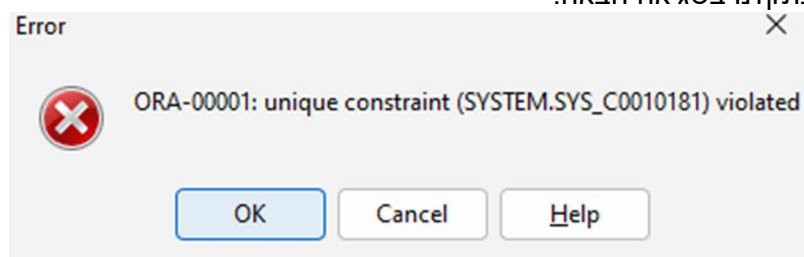 Error
ORA-00001: unique constraint (SYSTEM.SYS_C0010181) violated
OK
Cancel
Help